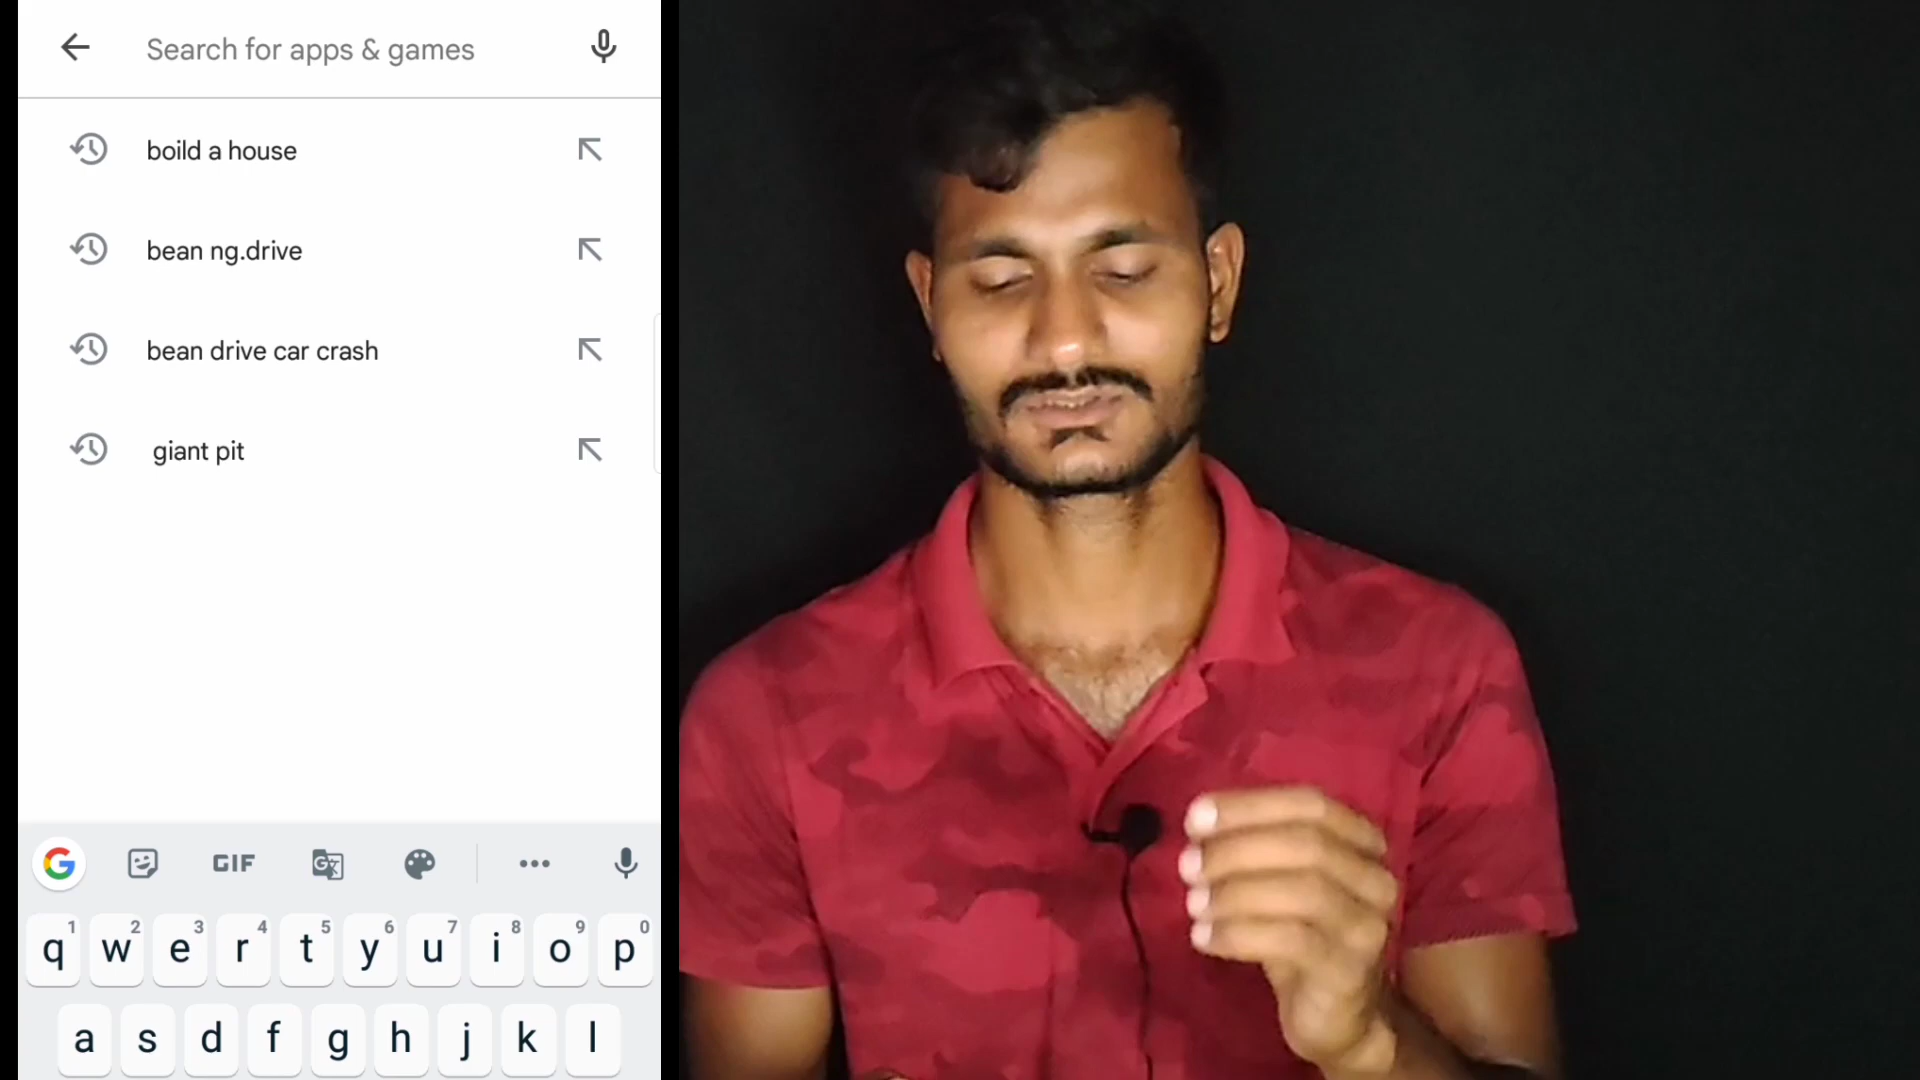 Search for apps & games
boild a house
bean ng.drive
bean drive car crash
giant pit
G GIF G
1 2 3 4 5 6 7 8 9 0
q w e r t y u i o p
a s d f g h j k l